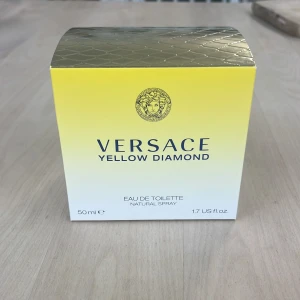 VERSACE
YELLOW DIAMOND
EAU DE TOILETTE
NATURAL SPRAY
50 ml ℮ 1.7 US fl.oz